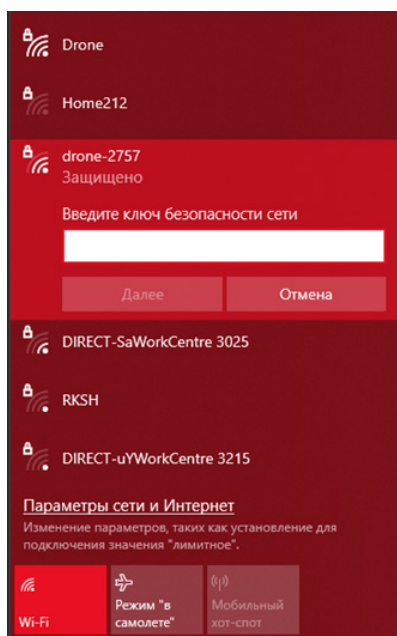 Drone
Home212
drone-2757
Защищено
Введите ключ безопасности сети
Далее
Отмена
DIRECT-SaWorkCentre 3025
RKSH
DIRECT-uYWorkCentre 3215
Параметры сети и Интернет
Изменение параметров, таких как установление для
подключения значения "лимитное".
Wi-Fi
Режим "в
самолете"
Мобильный
хот-спот